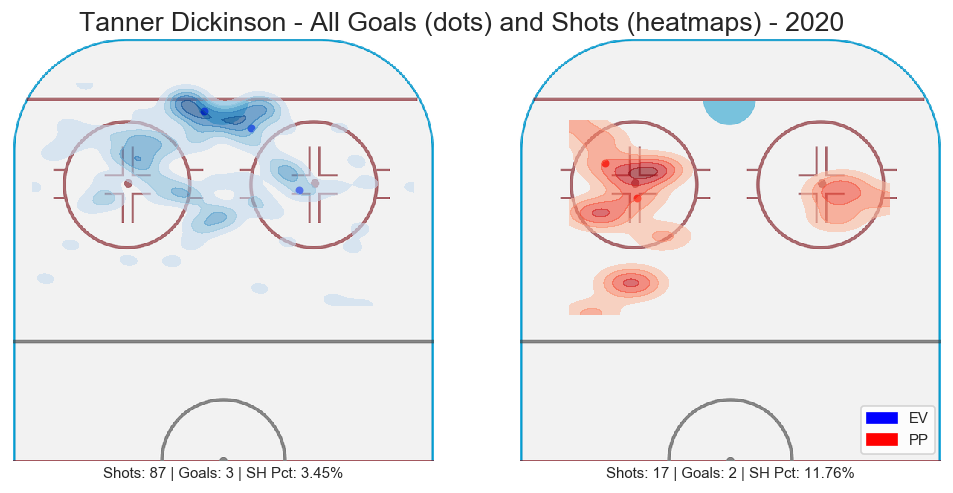 Tanner Dickinson - All Goals (dots) and Shots (heatmaps) - 2020
EV
PP
Shots: 87 | Goals: 3 | SH Pct: 3.45%
Shots: 17 | Goals: 2 | SH Pct: 11.76%